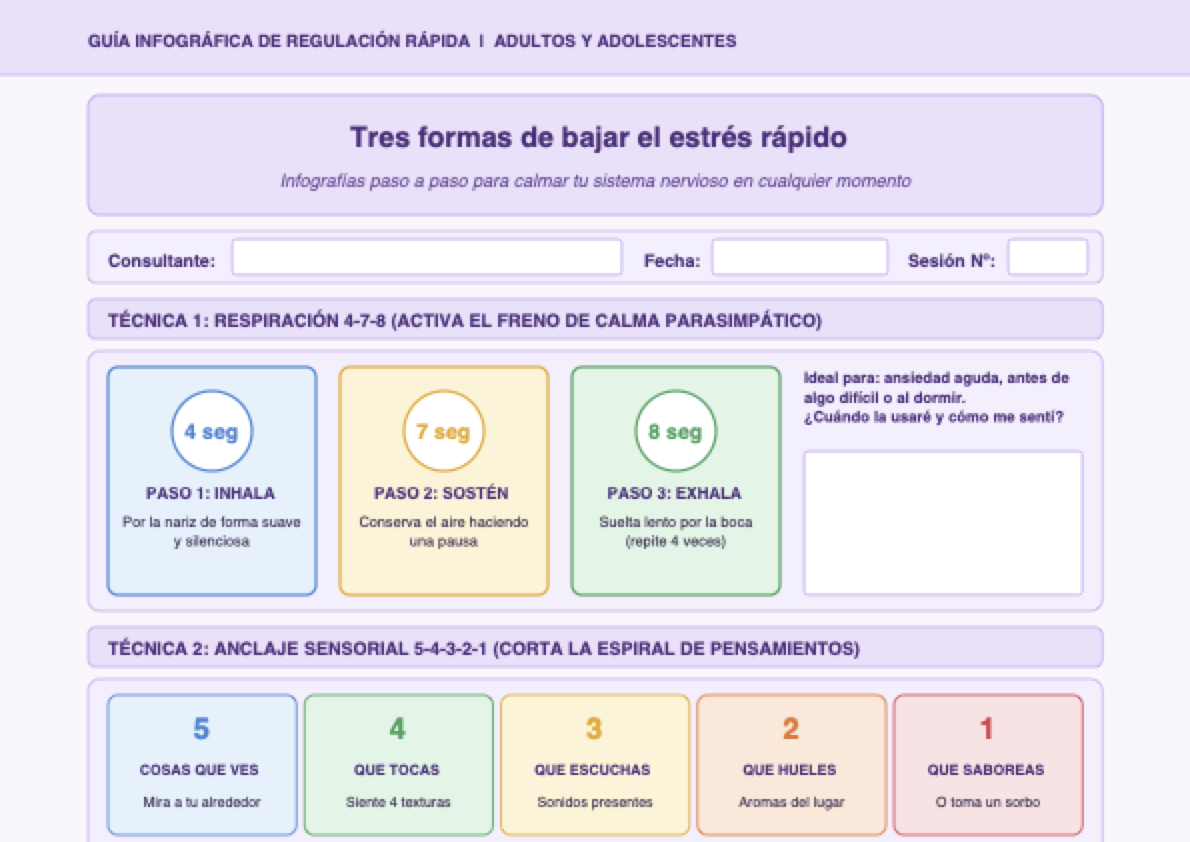 GUÍA INFOGRÁFICA DE REGULACIÓN RÁPIDA | ADULTOS Y ADOLESCENTES
Tres formas de bajar el estrés rápido
Infografías paso a paso para calmar tu sistema nervioso en cualquier momento
Consultante: Fecha: Sesión Nº:
TÉCNICA 1: RESPIRACIÓN 4-7-8 (ACTIVA EL FRENO DE CALMA PARASIMPÁTICO)
4 seg
PASO 1: INHALA
Por la nariz de forma suave
y silenciosa
7 seg
PASO 2: SOSTÉN
Conserva el aire haciendo
una pausa
8 seg
PASO 3: EXHALA
Suelta lento por la boca
(repite 4 veces)
Ideal para: ansiedad aguda, antes de
algo difícil o al dormir.
¿Cuándo la usaré y cómo me sentí?
TÉCNICA 2: ANCLAJE SENSORIAL 5-4-3-2-1 (CORTA LA ESPIRAL DE PENSAMIENTOS)
5
COSAS QUE VES
Mira a tu alrededor
4
QUE TOCAS
Siente 4 texturas
3
QUE ESCUCHAS
Sonidos presentes
2
QUE HUELES
Aromas del lugar
1
QUE SABOREAS
O toma un sorbo